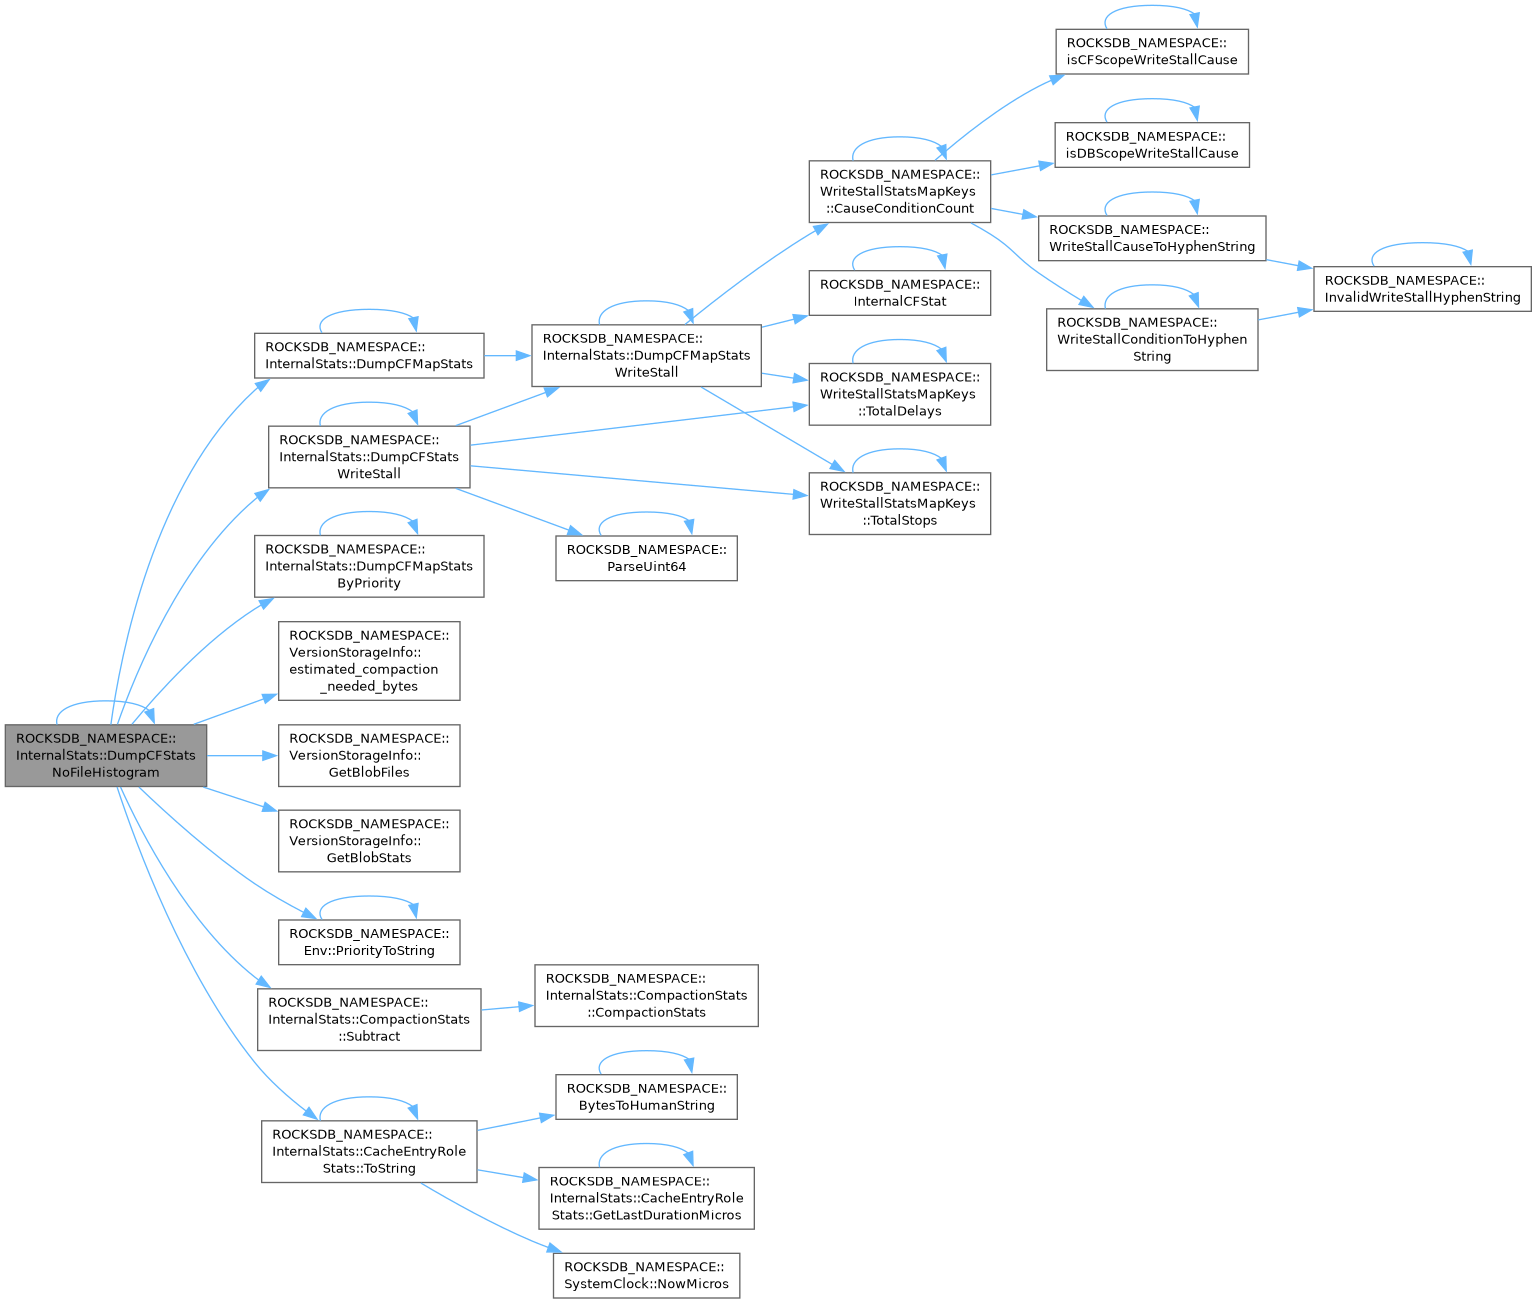 ROCKSDB_NAMESPACE::
isCFScopeWriteStallCause
ROCKSDB_NAMESPACE::
isDBScopeWriteStallCause
ROCKSDB_NAMESPACE::
WriteStallStatsMapKeys
::CauseConditionCount
ROCKSDB_NAMESPACE::
WriteStallCauseToHyphenString
ROCKSDB_NAMESPACE::
InvalidWriteStallHyphenString
ROCKSDB_NAMESPACE::
InternalCFStat
ROCKSDB_NAMESPACE::
WriteStallConditionToHyphen
String
ROCKSDB_NAMESPACE::
InternalStats::DumpCFMapStats
ROCKSDB_NAMESPACE::
InternalStats::DumpCFMapStats
WriteStall
ROCKSDB_NAMESPACE::
WriteStallStatsMapKeys
::TotalDelays
ROCKSDB_NAMESPACE::
InternalStats::DumpCFStats
WriteStall
ROCKSDB_NAMESPACE::
WriteStallStatsMapKeys
::TotalStops
ROCKSDB_NAMESPACE::
InternalStats::DumpCFMapStats
ByPriority
ROCKSDB_NAMESPACE::
ParseUint64
ROCKSDB_NAMESPACE::
VersionStorageInfo::
estimated_compaction
_needed_bytes
ROCKSDB_NAMESPACE::
InternalStats::DumpCFStats
NoFileHistogram
ROCKSDB_NAMESPACE::
VersionStorageInfo::
GetBlobFiles
ROCKSDB_NAMESPACE::
VersionStorageInfo::
GetBlobStats
ROCKSDB_NAMESPACE::
Env::PriorityToString
ROCKSDB_NAMESPACE::
InternalStats::CompactionStats
::Subtract
ROCKSDB_NAMESPACE::
InternalStats::CompactionStats
::CompactionStats
ROCKSDB_NAMESPACE::
InternalStats::CacheEntryRole
Stats::ToString
ROCKSDB_NAMESPACE::
BytesToHumanString
ROCKSDB_NAMESPACE::
InternalStats::CacheEntryRole
Stats::GetLastDurationMicros
ROCKSDB_NAMESPACE::
SystemClock::NowMicros